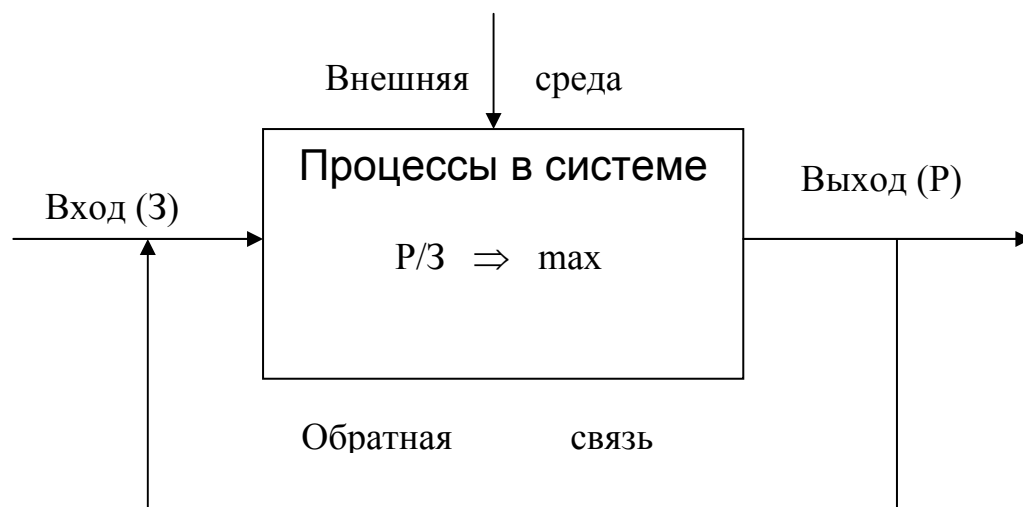 Внешняя среда
Процессы в системе
Вход (З)
Выход (Р)
Р/З ⇒ max
Обратная связь